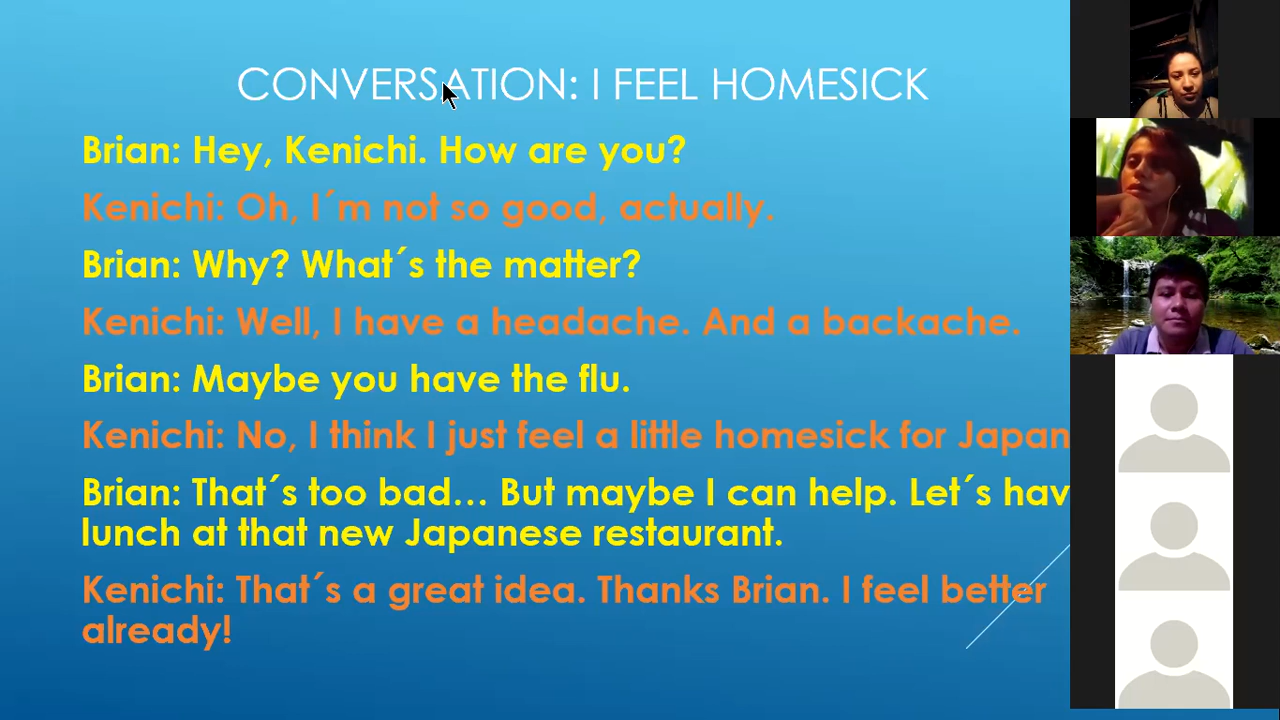 CONVERSATION: I FEEL HOMESICK
Brian: Hey, Kenichi. How are you?
Kenichi: Oh, I´m not so good, actually.
Brian: Why? What´s the matter?
Kenichi: Well, I have a headache. And a backache.
Brian: Maybe you have the flu.
Kenichi: No, I think I just feel a little homesick for Japan
Brian: That´s too bad… But maybe I can help. Let´s hav
lunch at that new Japanese restaurant.
Kenichi: That´s a great idea. Thanks Brian. I feel better
already!